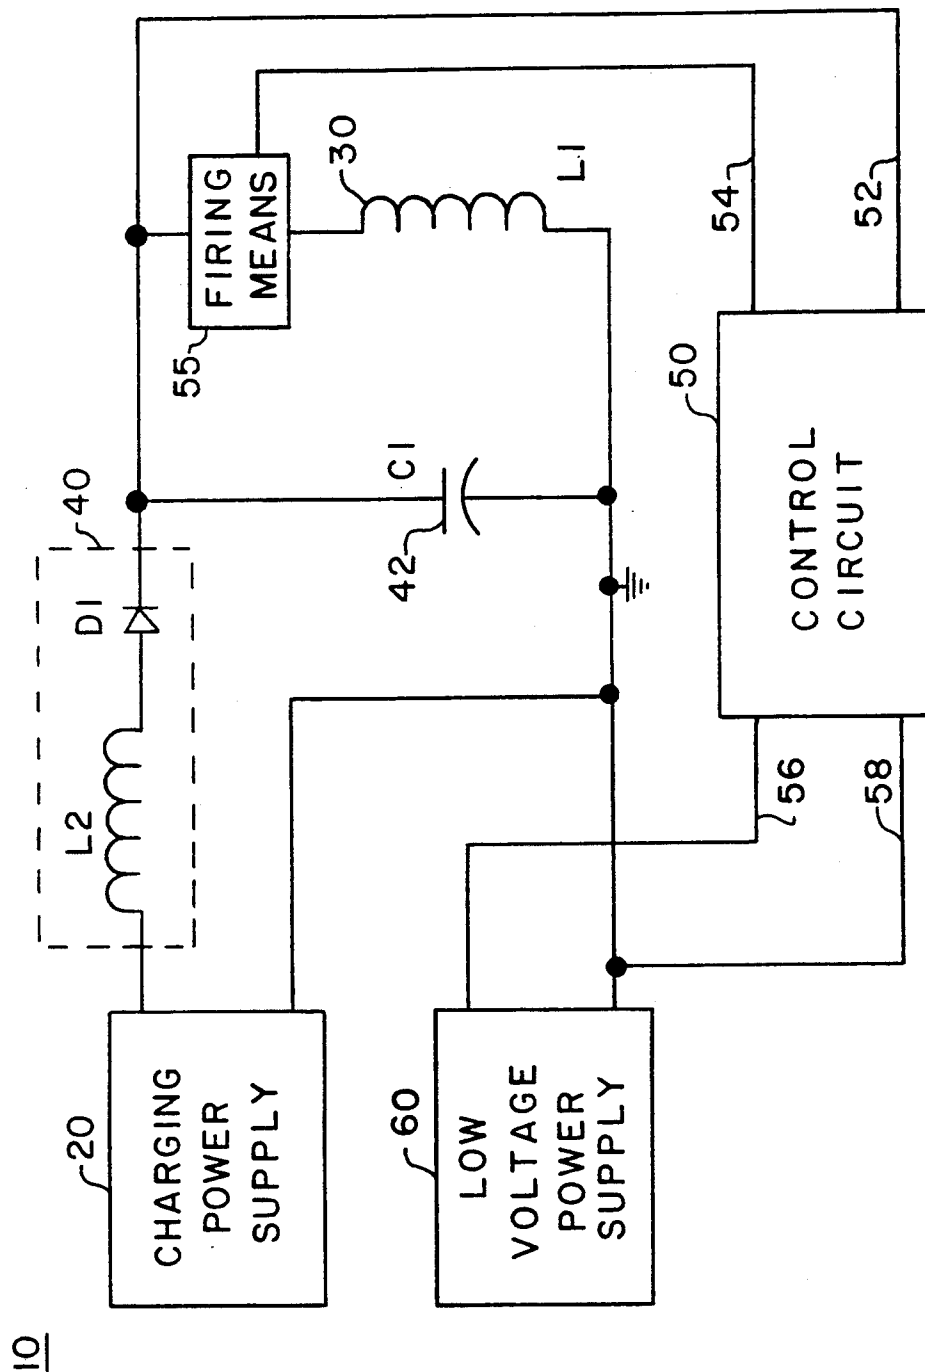 10
20
CHARGING
POWER
SUPPLY
L2
D1
40
42
C1
55
FIRING
MEANS
30
L1
60
LOW
VOLTAGE
POWER
SUPPLY
56
58
50
CONTROL
CIRCUIT
54
52